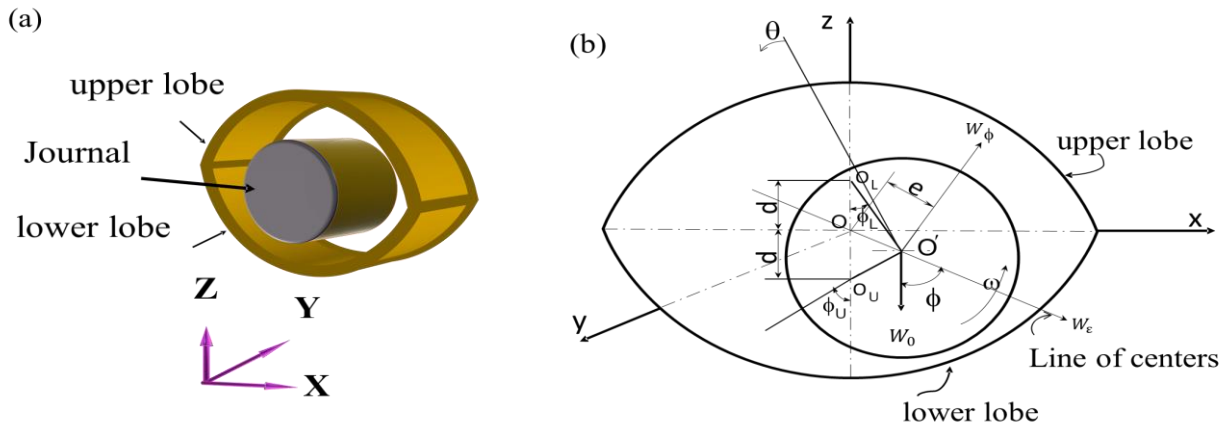 (a)
upper lobe
Journal
lower lobe
Z
Y
X
(b)
z
θ
W_ϕ
upper lobe
O_L
e
d
O
ϕ_L
x
O'
d
ω
ϕ
O_U
ϕ_U
y
W_0
W_ε
Line of centers
lower lobe